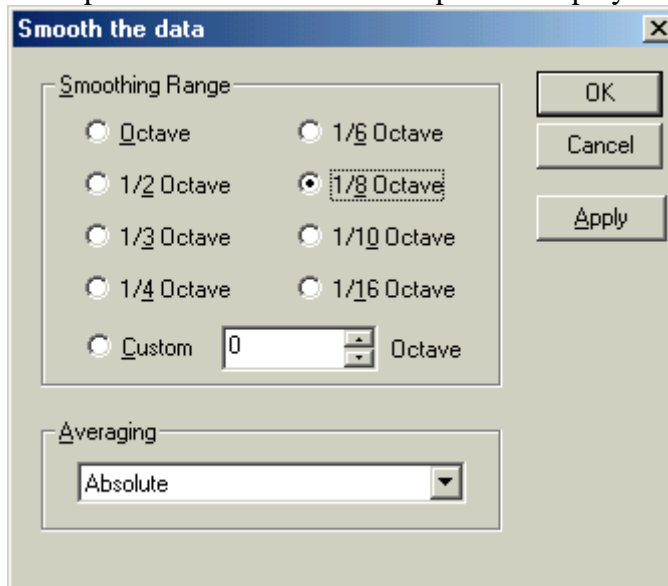 Smooth the data
Smoothing Range
Octave
1/6 Octave
1/2 Octave
1/8 Octave
1/3 Octave
1/10 Octave
1/4 Octave
1/16 Octave
Custom 0 Octave
OK
Cancel
Apply
Averaging
Absolute